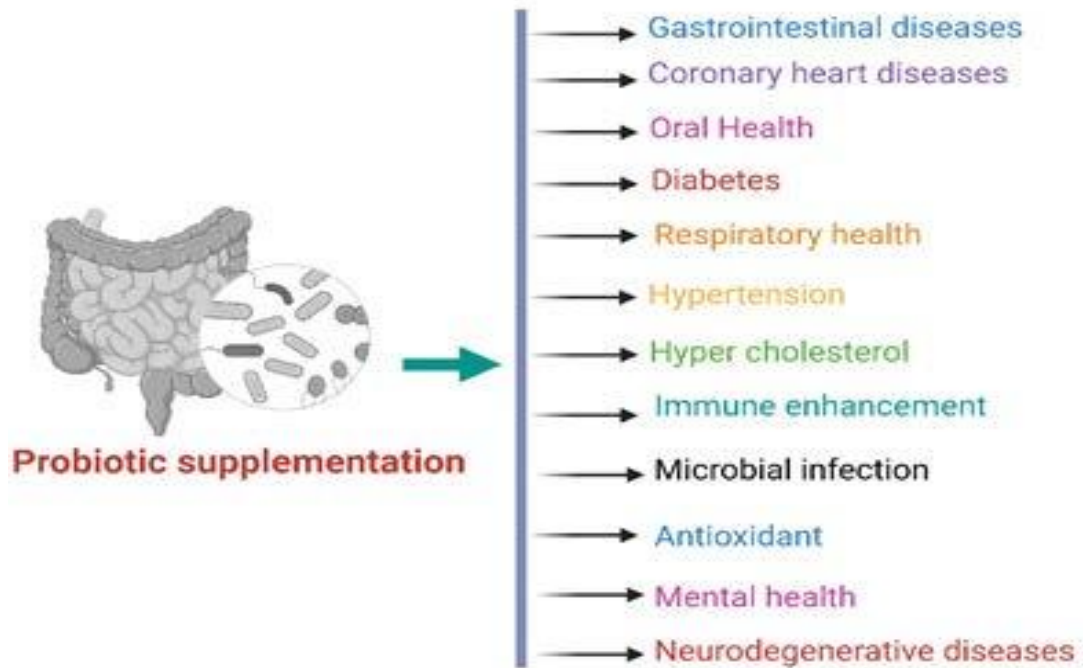 Gastrointestinal diseases
Coronary heart diseases
Oral Health
Diabetes
Respiratory health
Hypertension
Hyper cholesterol
Immune enhancement
Probiotic supplementation
Microbial infection
Antioxidant
Mental health
Neurodegenerative diseases